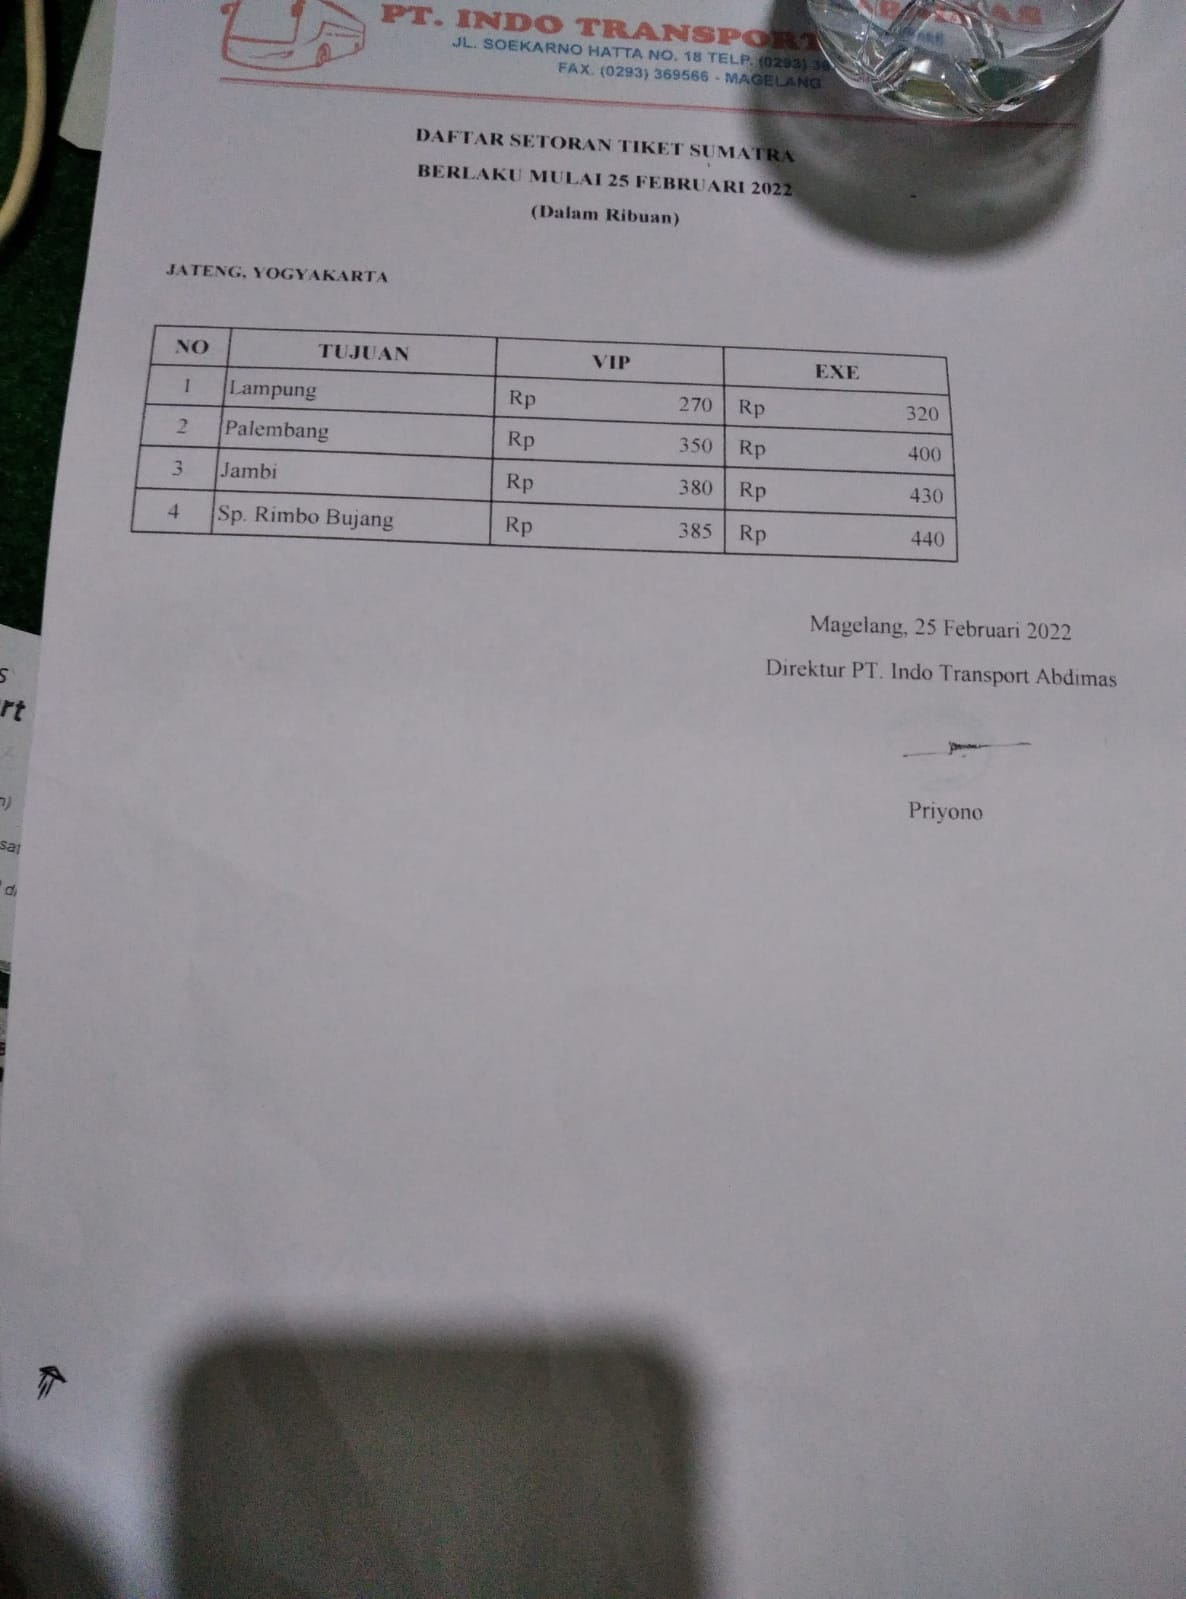 PT. INDO TRANSPORT
JL. SOEKARNO HATTA NO. 18 TELP. (0293) 36
FAX. (0293) 369566 - MAGELANG
DAFTAR SETORAN TIKET SUMATRA
BERLAKU MULAI 25 FEBRUARI 2022
(Dalam Ribuan)
JATENG, YOGYAKARTA
NO TUJUAN VIP EXE
1 Lampung Rp 270 Rp 320
2 Palembang Rp 350 Rp 400
3 Jambi Rp 380 Rp 430
4 Sp. Rimbo Bujang Rp 385 Rp 440
Magelang, 25 Februari 2022
Direktur PT. Indo Transport Abdimas
Priyono
s
rt
n)
sat
di